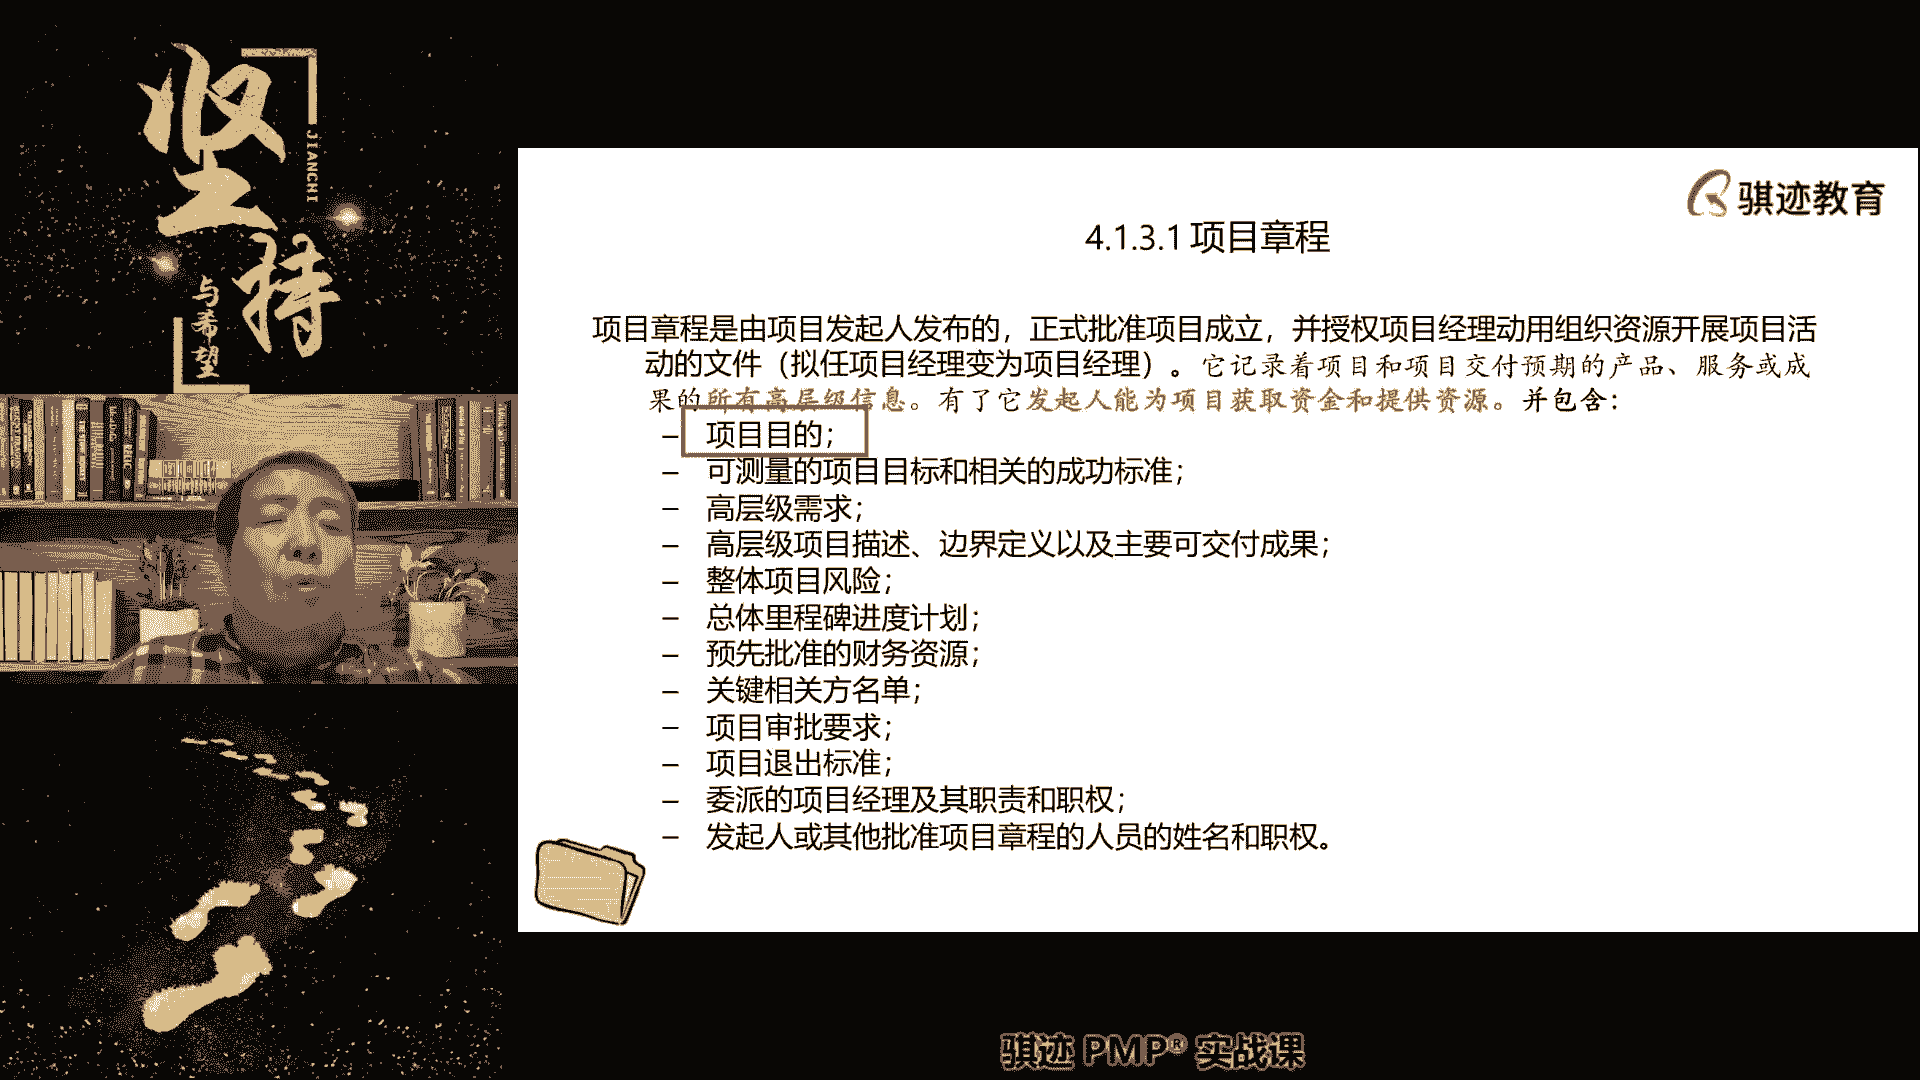 坚持
JIANCHI
与希望
骐迹教育
4.1.3.1 项目章程
项目章程是由项目发起人发布的，正式批准项目成立，并授权项目经理动用组织资源开展项目活
动的文件（拟任项目经理变为项目经理）。它记录着项目和项目交付预期的产品、服务或成
果的所有高层级信息。有了它发起人能为项目获取资金和提供资源。并包含：
– 项目目的；
– 可测量的项目目标和相关的成功标准；
– 高层级需求；
– 高层级项目描述、边界定义以及主要可交付成果；
– 整体项目风险；
– 总体里程碑进度计划；
– 预先批准的财务资源；
– 关键相关方名单；
– 项目审批要求；
– 项目退出标准；
– 委派的项目经理及其职责和职权；
– 发起人或其他批准项目章程的人员的姓名和职权。
骐迹 PMP® 实战课